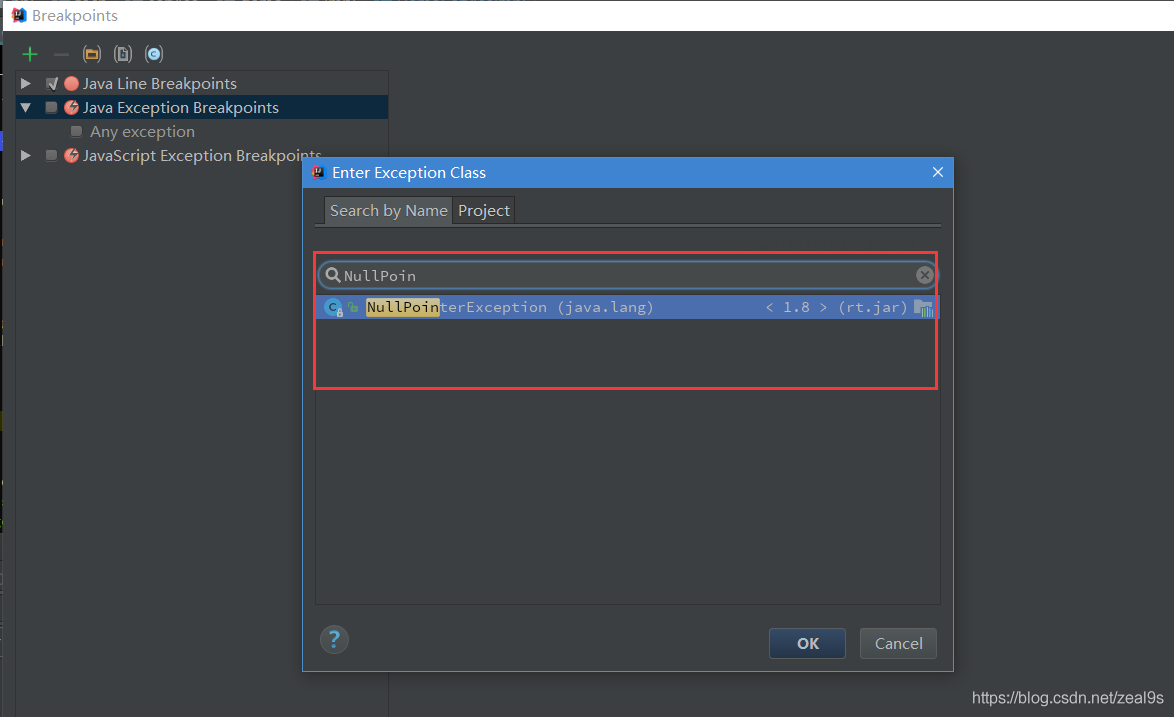 Breakpoints
Java Line Breakpoints
Java Exception Breakpoints
Any exception
JavaScript Exception Breakpoints
Enter Exception Class
Search by Name Project
NullPoin
NullPointerException (java.lang) < 1.8 > (rt.jar)
? OK Cancel
https://blog.csdn.net/zeal9s